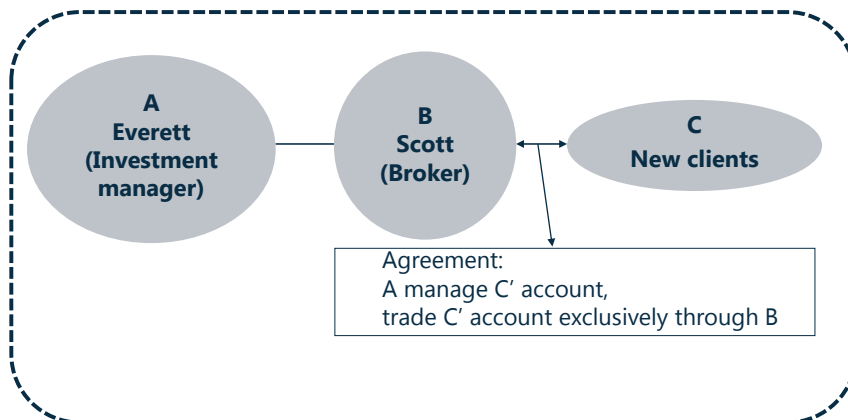 A
Everett
(Investment
manager)
B
Scott
(Broker)
C
New clients
Agreement:
A manage C’ account,
trade C’ account exclusively through B